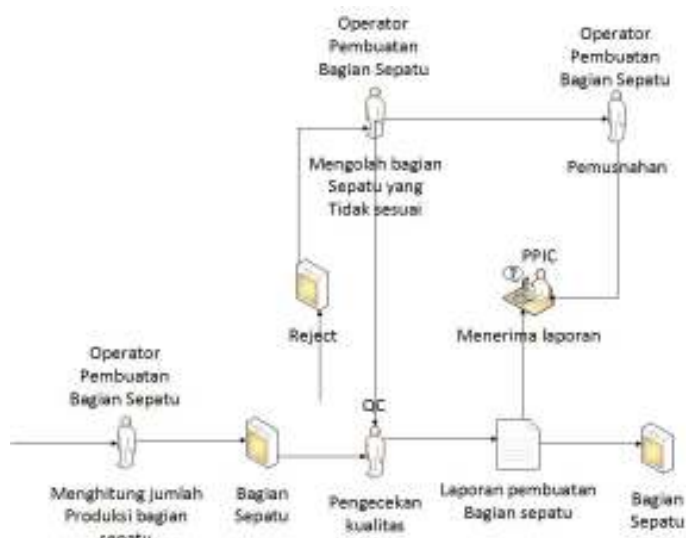 Operator
Pembuatan
Bagian Sepatu
Operator
Pembuatan
Bagian Sepatu
Mengolah bagian
Sepatu yang
Tidak sesuai
Pemusnahan
PPIC
Reject
Menerima laporan
Operator
Pembuatan
Bagian Sepatu
QC
Menghitung jumlah
Produksi bagian
sepatu
Bagian
Sepatu
Pengecekan
kualitas
Laporan pembuatan
Bagian sepatu
Bagian
Sepatu